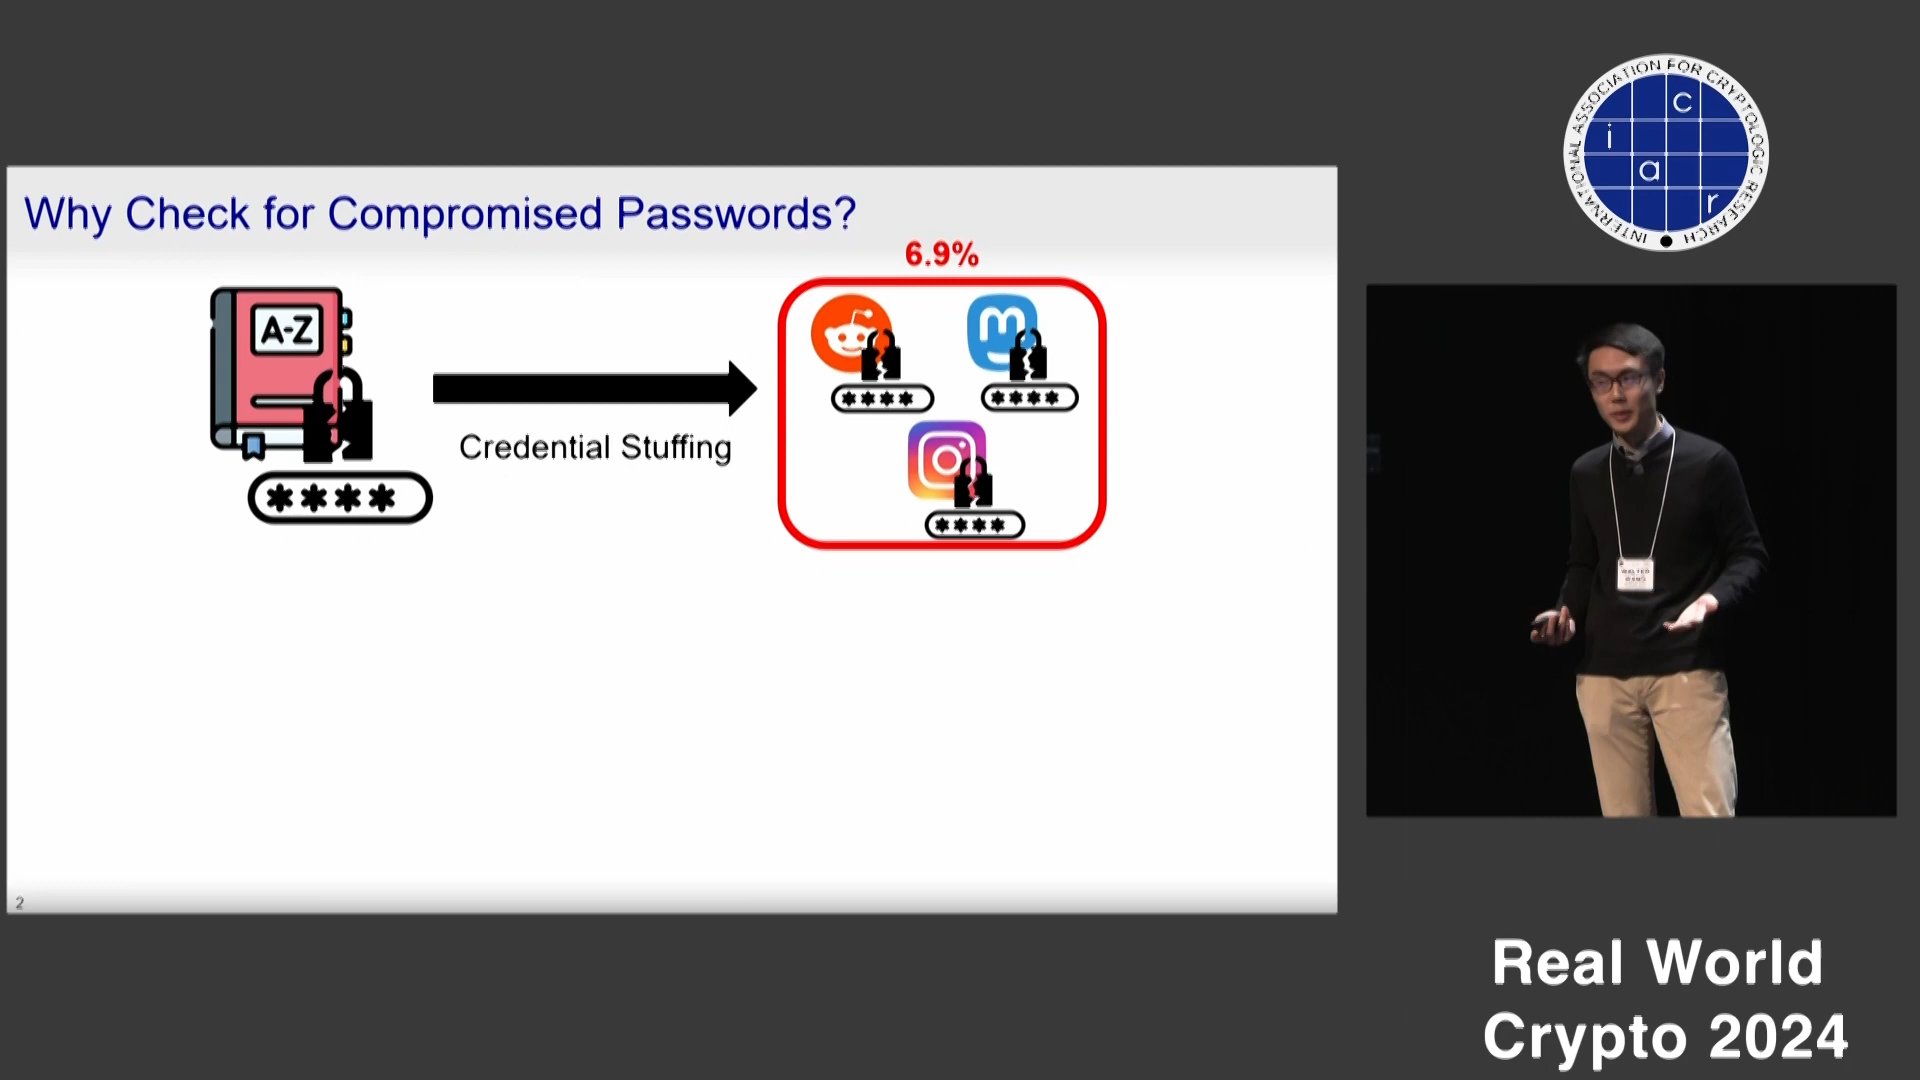 Why Check for Compromised Passwords?
6.9%
A-Z
Credential Stuffing
****
****
****
****
2
INTERNATIONAL ASSOCIATION FOR CRYPTOLOGIC RESEARCH
i a c r
Real World
Crypto 2024